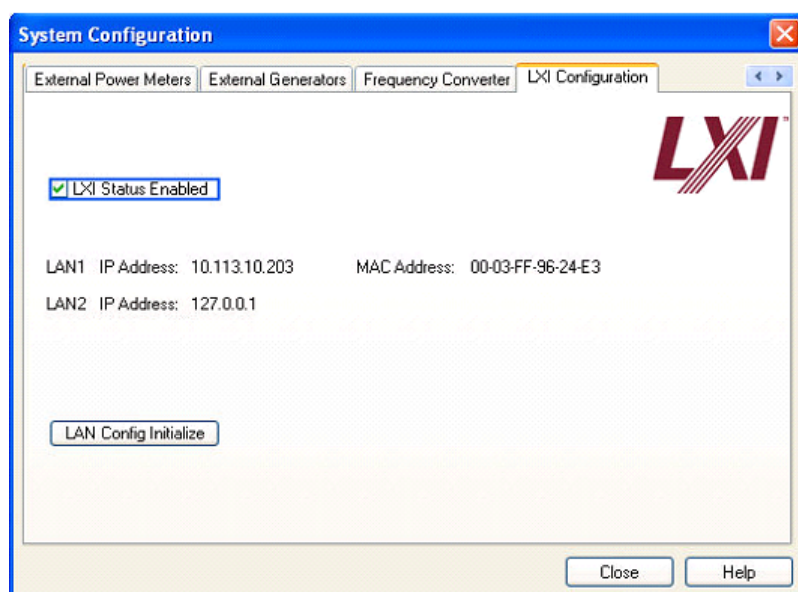 System Configuration
External Power Meters External Generators Frequency Converter LXI Configuration
LXI
LXI Status Enabled
LAN1 IP Address: 10.113.10.203 MAC Address: 00-03-FF-96-24-E3
LAN2 IP Address: 127.0.0.1
LAN Config Initialize
Close Help